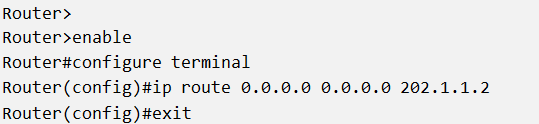 Router>
Router>enable
Router#configure terminal
Router(config)#ip route 0.0.0.0 0.0.0.0 202.1.1.2
Router(config)#exit